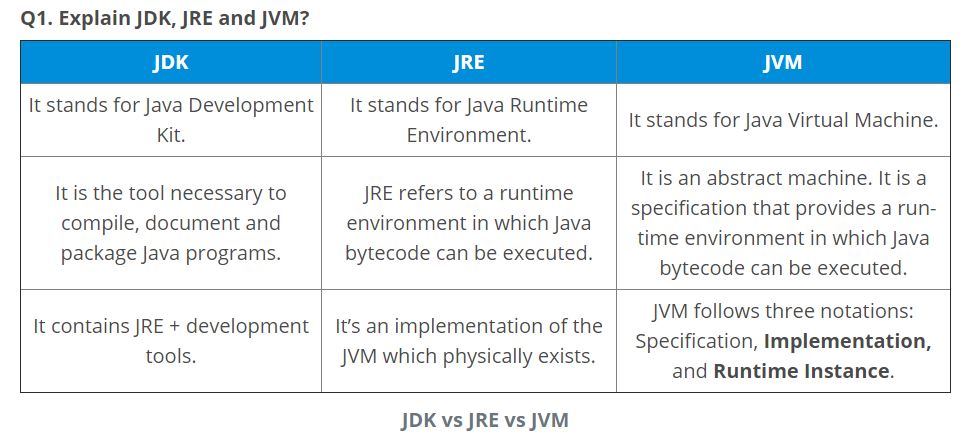 Q1. Explain JDK, JRE and JVM?
JDK
JRE
JVM
It stands for Java Development
Kit.
It stands for Java Runtime
Environment.
It stands for Java Virtual Machine.
It is the tool necessary to
compile, document and
package Java programs.
JRE refers to a runtime
environment in which Java
bytecode can be executed.
It is an abstract machine. It is a
specification that provides a run-
time environment in which Java
bytecode can be executed.
It contains JRE + development
tools.
It’s an implementation of the
JVM which physically exists.
JVM follows three notations:
Specification, Implementation,
and Runtime Instance.
JDK vs JRE vs JVM